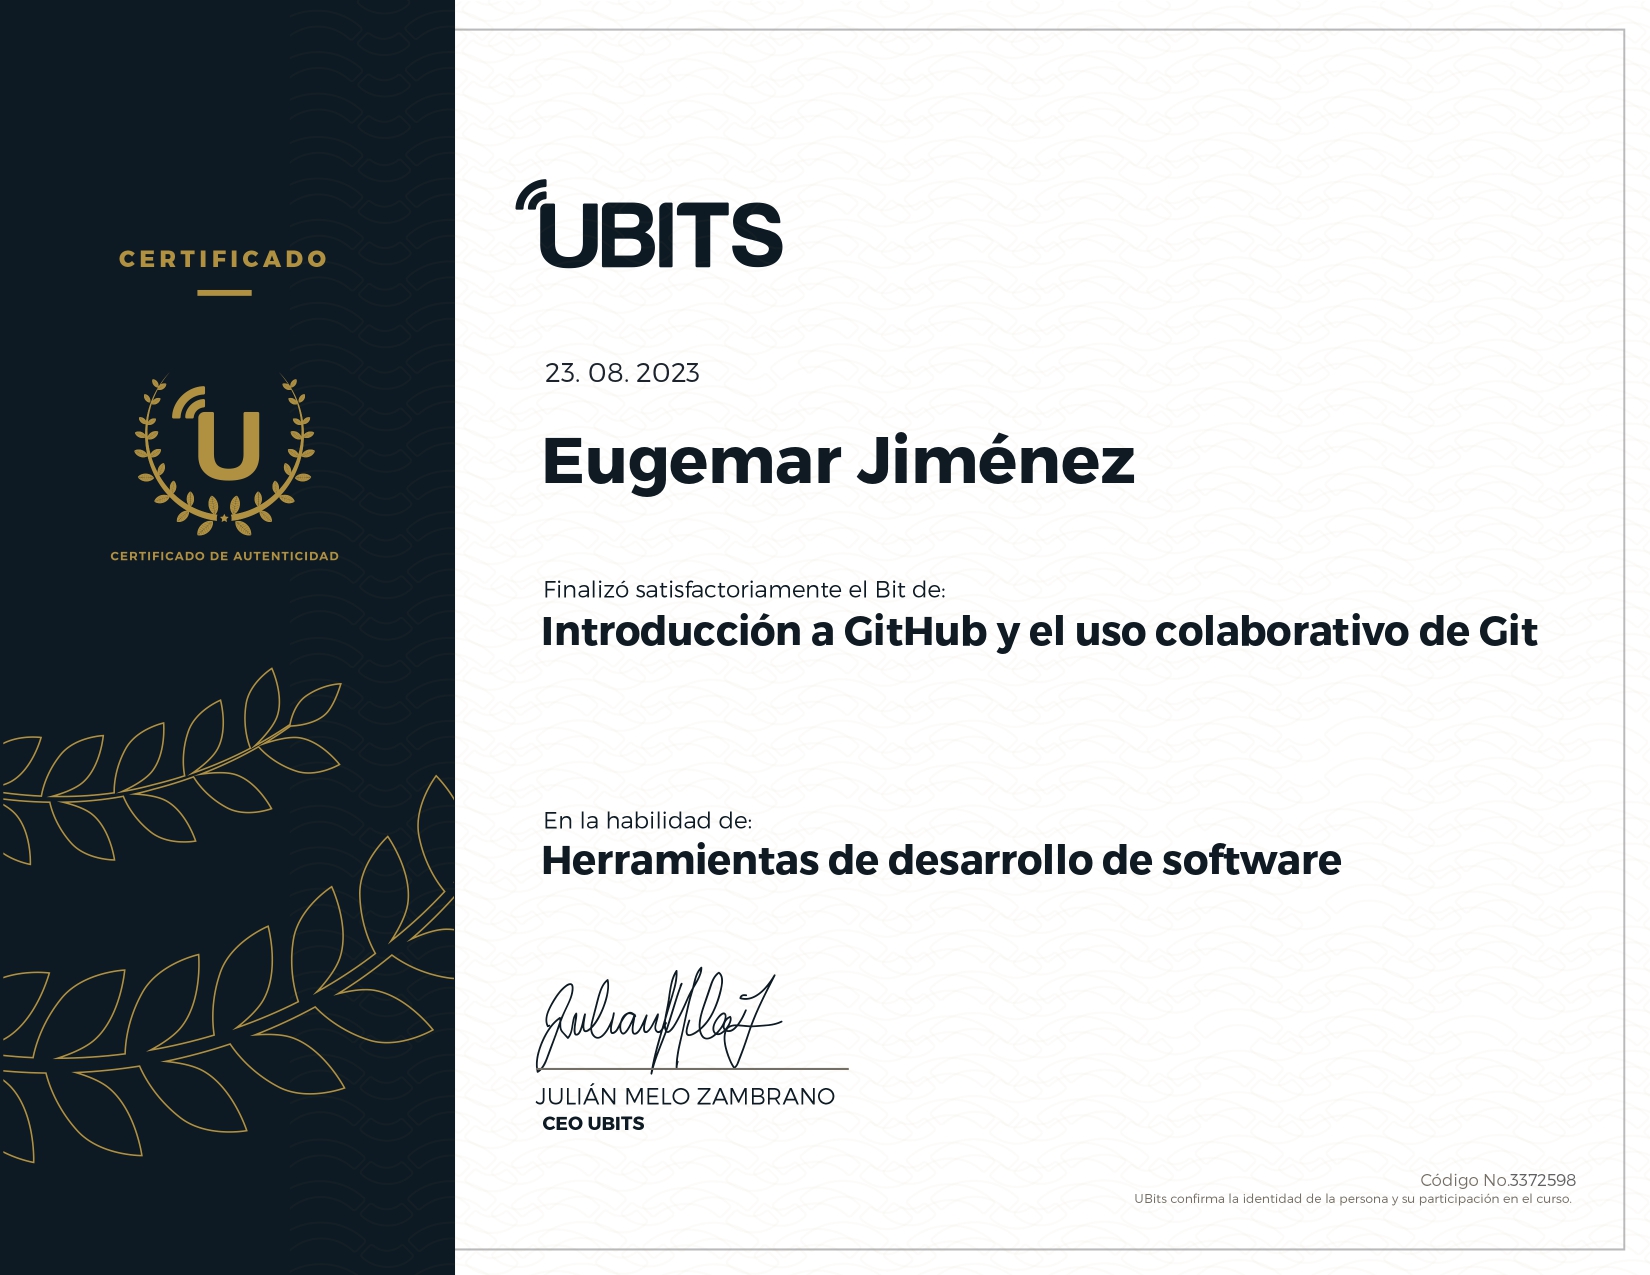 CERTIFICADO
U
CERTIFICADO DE AUTENTICIDAD
UBITS
23. 08. 2023
Eugemar Jiménez
Finalizó satisfactoriamente el Bit de:
Introducción a GitHub y el uso colaborativo de Git
En la habilidad de:
Herramientas de desarrollo de software
JULIÁN MELO ZAMBRANO
CEO UBITS
Código No.3372598
UBits confirma la identidad de la persona y su participación en el curso.